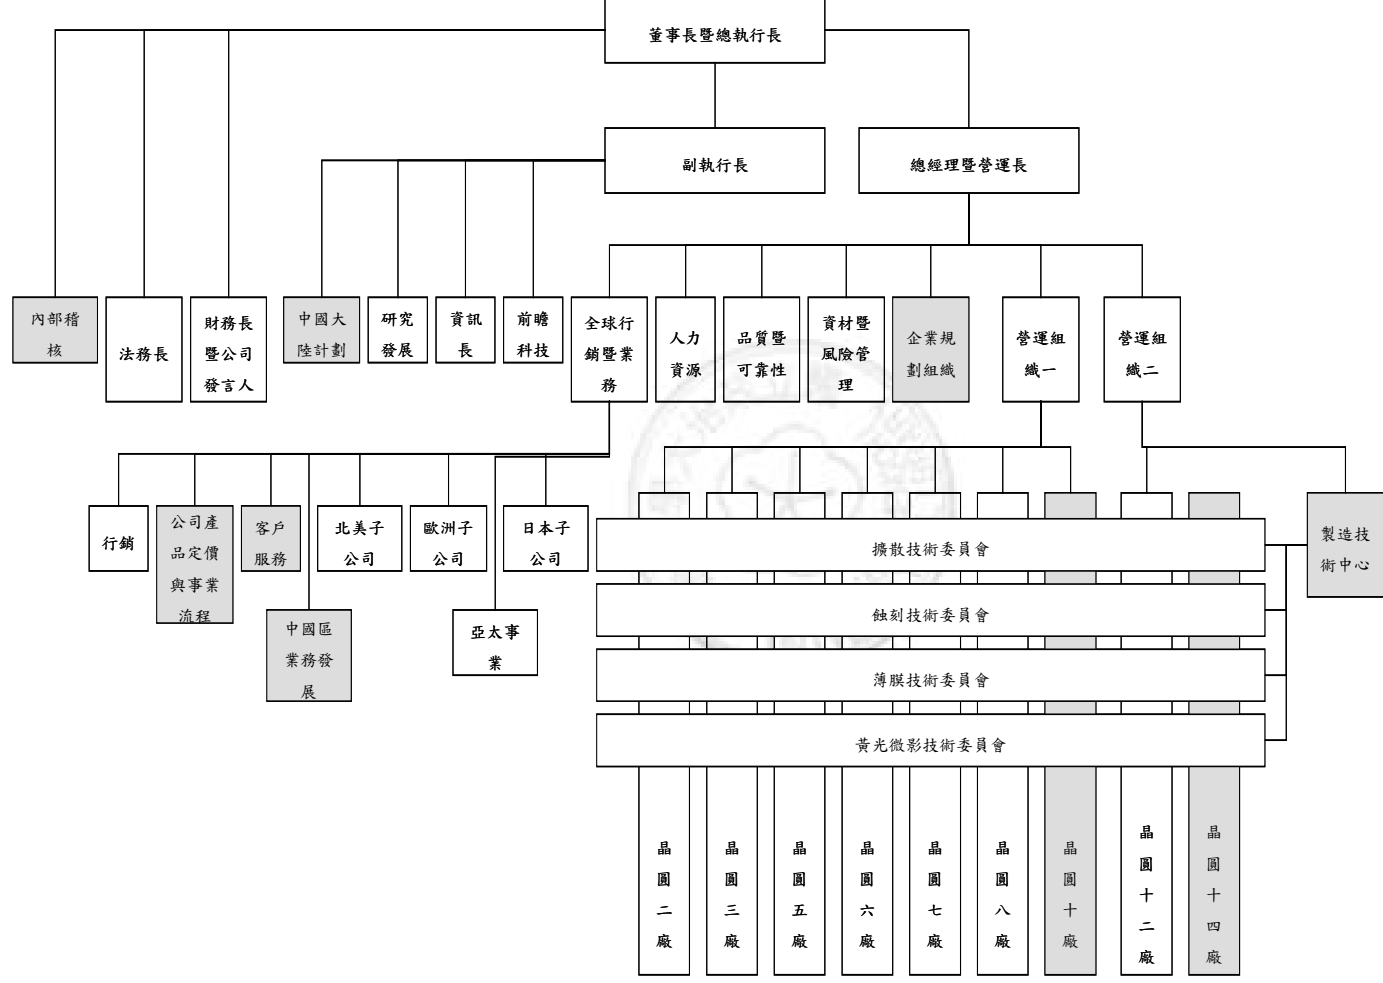 董事長暨總執行長
副執行長
總經理暨營運長
內部稽
核
法務長
財務長
暨公司
發言人
中國大
陸計劃
研究
發展
資訊
長
前瞻
科技
全球行
銷暨業
務
人力
資源
品質暨
可靠性
資材暨
風險管
理
企業規
劃組織
營運組
織一
營運組
織二
行銷
公司產
品定價
與事業
流程
客戶
服務
中國區
業務發
展
北美子
公司
歐洲子
公司
亞太事
業
日本子
公司
擴散技術委員會
蝕刻技術委員會
薄膜技術委員會
黃光微影技術委員會
製造技
術中心
晶
圓
二
廠
晶
圓
三
廠
晶
圓
五
廠
晶
圓
六
廠
晶
圓
七
廠
晶
圓
八
廠
晶
圓
十
廠
晶
圓
十
二
廠
晶
圓
十
四
廠